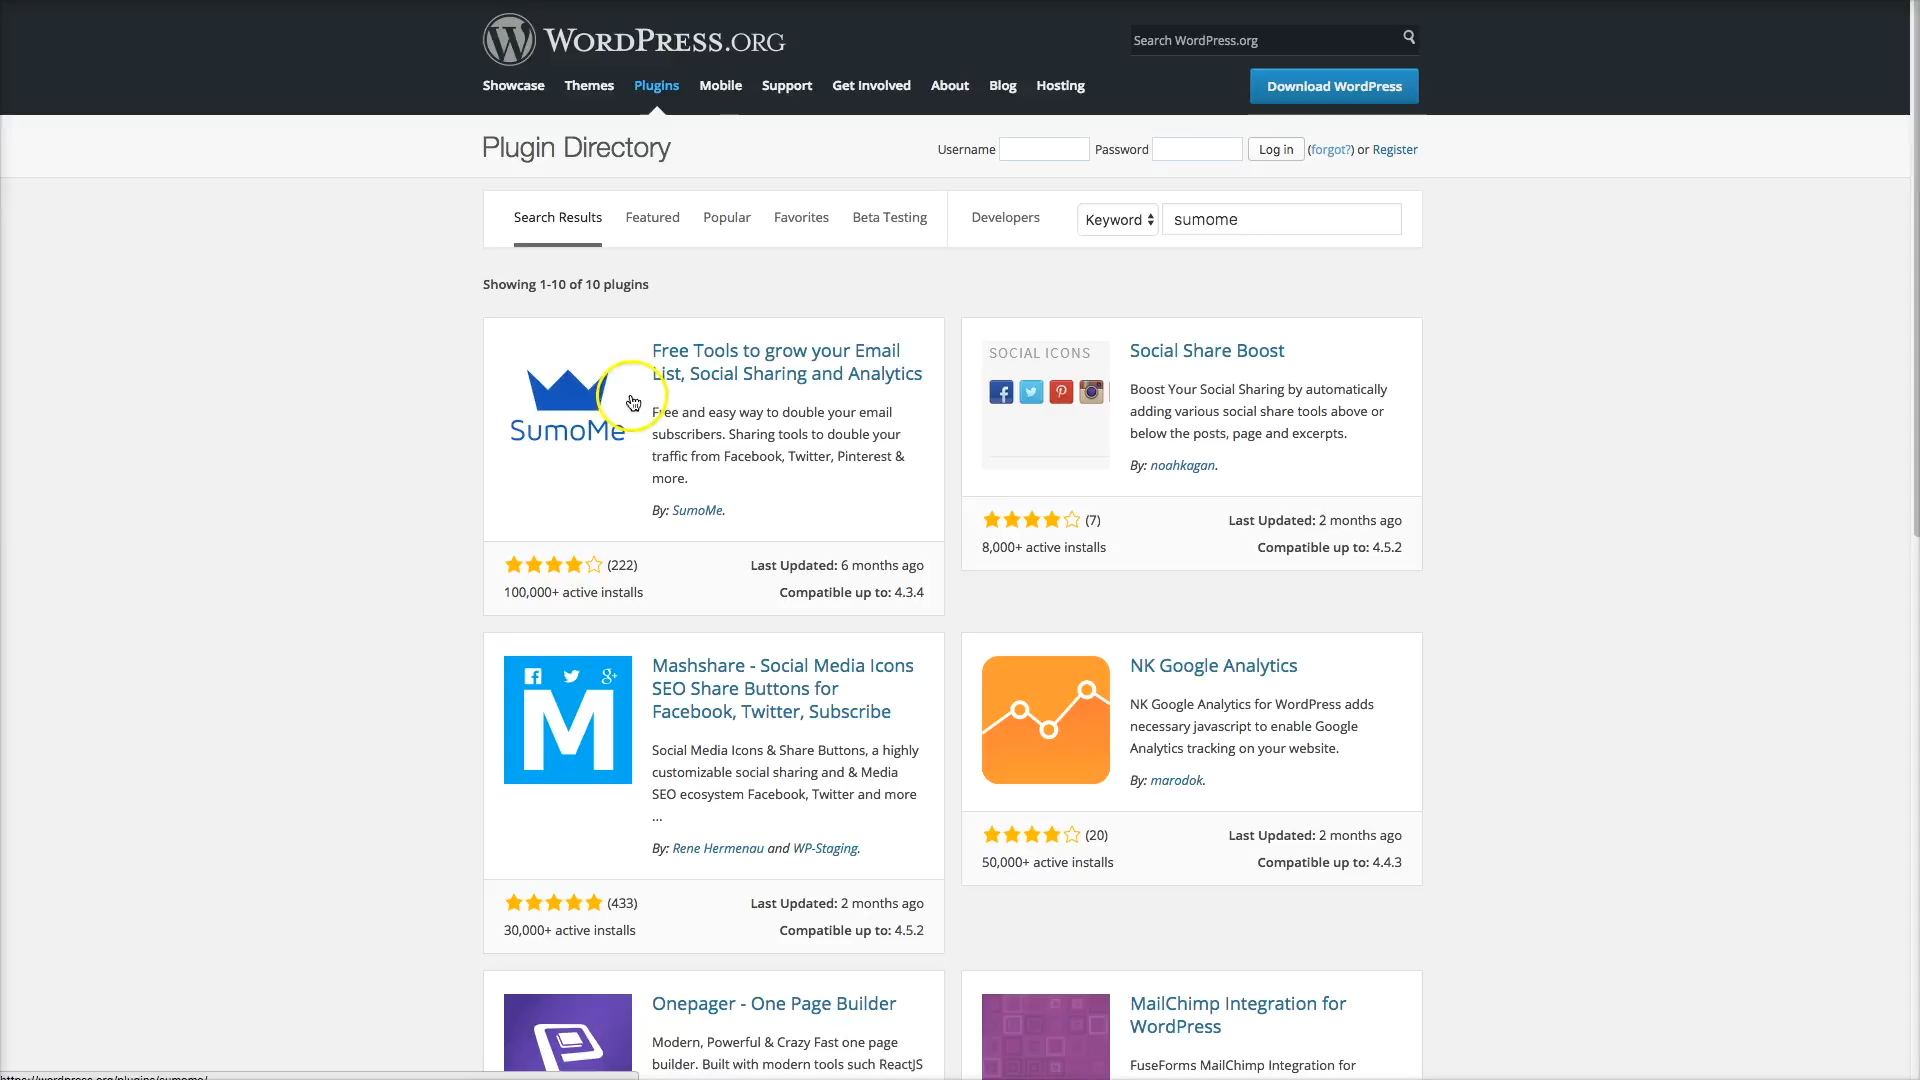 WORDPRESS.ORG
Search WordPress.org
Showcase Themes Plugins Mobile Support Get Involved About Blog Hosting
Download WordPress
Plugin Directory
Username Password Log in (forgot?) or Register
Search Results Featured Popular Favorites Beta Testing Developers Keyword sumome
Showing 1-10 of 10 plugins
SumoMe
Free Tools to grow your Email
List, Social Sharing and Analytics
Free and easy way to double your email
subscribers. Sharing tools to double your
traffic from Facebook, Twitter, Pinterest &
more.
By: SumoMe.
(222)
Last Updated: 6 months ago
100,000+ active installs
Compatible up to: 4.3.4
SOCIAL ICONS
Social Share Boost
Boost Your Social Sharing by automatically
adding various social share tools above or
below the posts, page and excerpts.
By: noahkagan.
(7)
Last Updated: 2 months ago
8,000+ active installs
Compatible up to: 4.5.2
M
Mashshare - Social Media Icons
SEO Share Buttons for
Facebook, Twitter, Subscribe
Social Media Icons & Share Buttons, a highly
customizable social sharing and & Media
SEO ecosystem Facebook, Twitter and more
...
By: Rene Hermenau and WP-Staging.
(433)
Last Updated: 2 months ago
30,000+ active installs
Compatible up to: 4.5.2
NK Google Analytics
NK Google Analytics for WordPress adds
necessary javascript to enable Google
Analytics tracking on your website.
By: marodok.
(20)
Last Updated: 2 months ago
50,000+ active installs
Compatible up to: 4.4.3
Onepager - One Page Builder
Modern, Powerful & Crazy Fast one page
builder. Built with modern tools such ReactJS
MailChimp Integration for
WordPress
FuseForms MailChimp Integration for
https://wordpress.org/plugins/sumome/